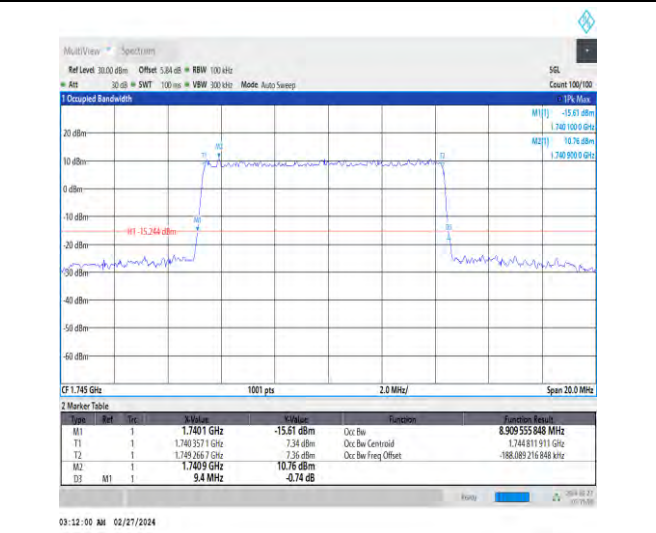 MultiView Spectrum
Ref Level 30.00 dBm Offset 5.84 dB RBW 100 kHz SGL
Att 30 dB SWT 100 ms VBW 300 kHz Mode Auto Sweep Count 100/100
1 Occupied Bandwidth 1Pk Max
M1[1] -15.61 dBm
1.740 100 0 GHz
M2[1] 10.76 dBm
1.740 900 0 GHz
20 dBm
M2
T1 T2
10 dBm
0 dBm
-10 dBm
M1
H1 -15.244 dBm D3
-20 dBm
-30 dBm
-40 dBm
-50 dBm
-60 dBm
CF 1.745 GHz 1001 pts 2.0 MHz/ Span 20.0 MHz
2 Marker Table
Type Ref Trc X-Value Y-Value Function Function Result
M1 1 1.7401 GHz -15.61 dBm Occ Bw 8.909 555 848 MHz
T1 1 1.740 357 1 GHz 7.34 dBm Occ Bw Centroid 1.744 811 911 GHz
T2 1 1.749 266 7 GHz 7.36 dBm Occ Bw Freq Offset -188.089 216 848 kHz
M2 1 1.7409 GHz 10.76 dBm
D3 M1 1 9.4 MHz -0.74 dB
03:12:00 AM 02/27/2024